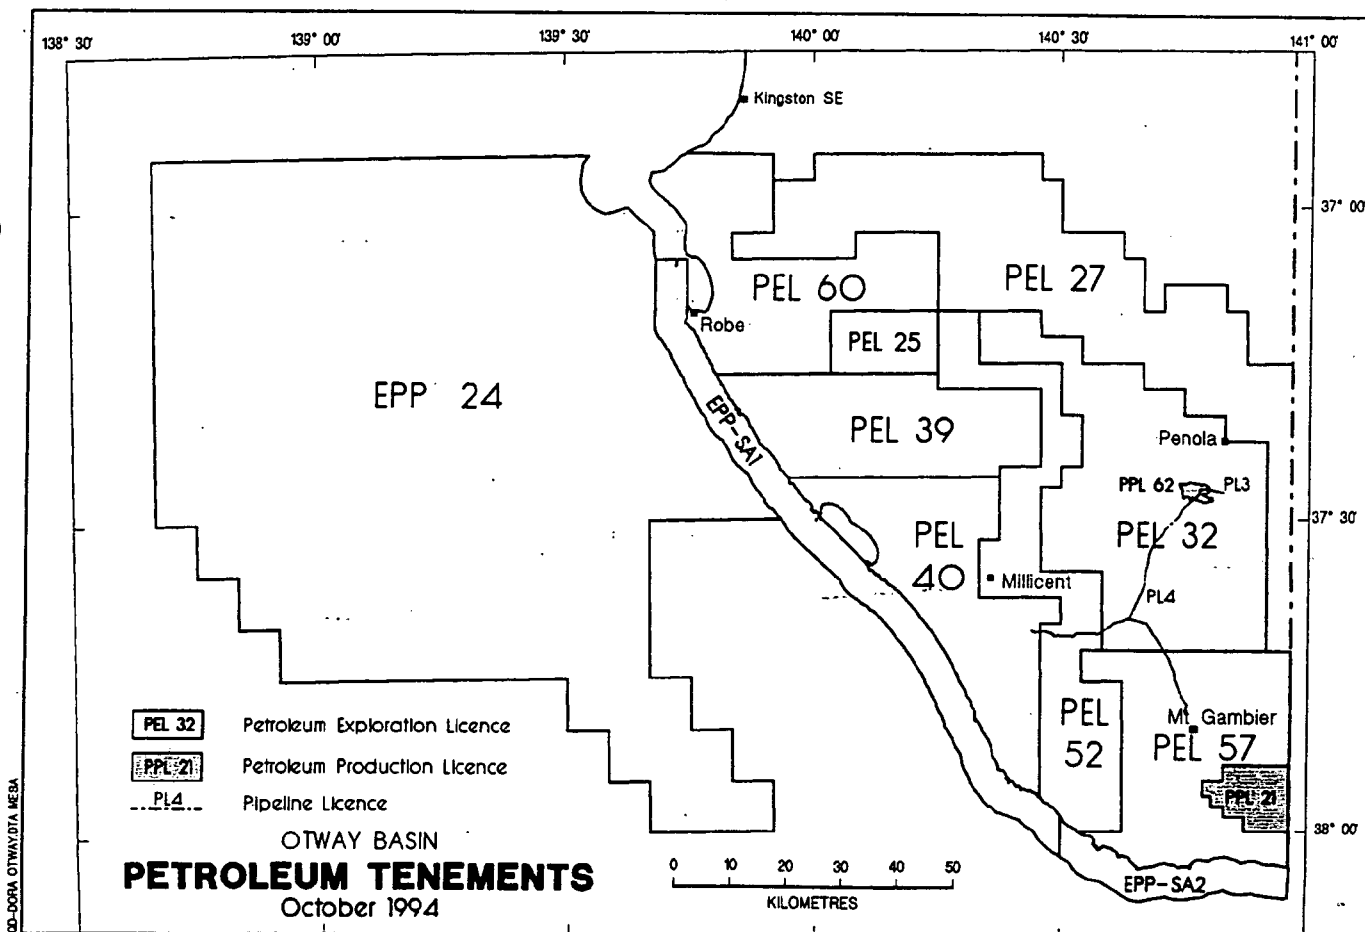 138° 30'
139° 00'
139° 30'
140° 00'
140° 30'
141° 00'
Kingston SE
37° 00'
PEL 60
PEL 27
Robe
PEL 25
EPP 24
EPP-SA1
PEL 39
Penola
PPL 62
PL3
37° 30'
PEL 40
PEL 32
Millicent
PL4
PEL 52
Mt. Gambier
PEL 57
PPL 21
38° 00'
EPP-SA2
PEL 32 Petroleum Exploration Licence
PPL 21 Petroleum Production Licence
PL4 Pipeline Licence
OTWAY BASIN
PETROLEUM TENEMENTS
October 1994
0 10 20 30 40 50
KILOMETRES